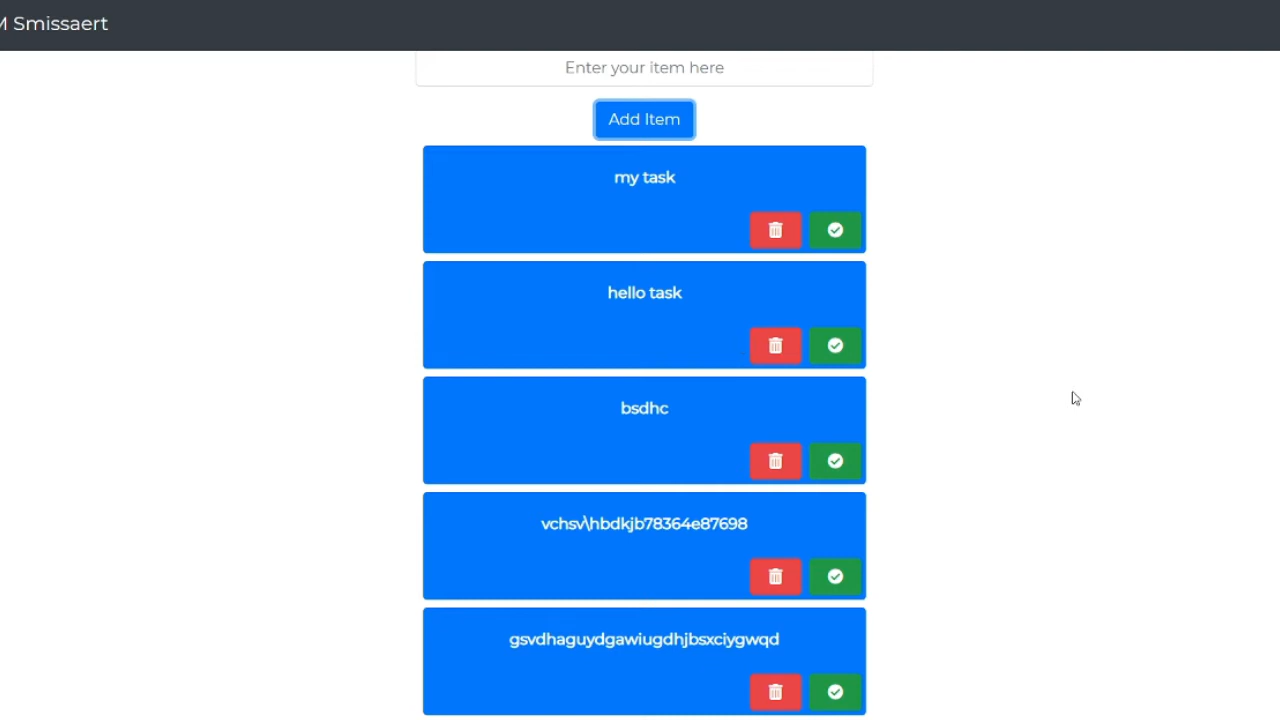 M Smissaert
Enter your item here
Add Item
my task
hello task
bsdhc
vchsv\hbdkjb78364e87698
gsvdhaguydgawiugdhjbsxciygwqd